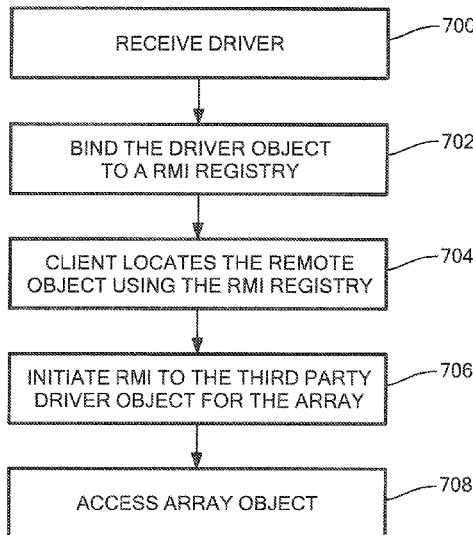 RECEIVE DRIVER
700
BIND THE DRIVER OBJECT
TO A RMI REGISTRY
702
CLIENT LOCATES THE REMOTE
OBJECT USING THE RMI REGISTRY
704
INITIATE RMI TO THE THIRD PARTY
DRIVER OBJECT FOR THE ARRAY
706
ACCESS ARRAY OBJECT
708